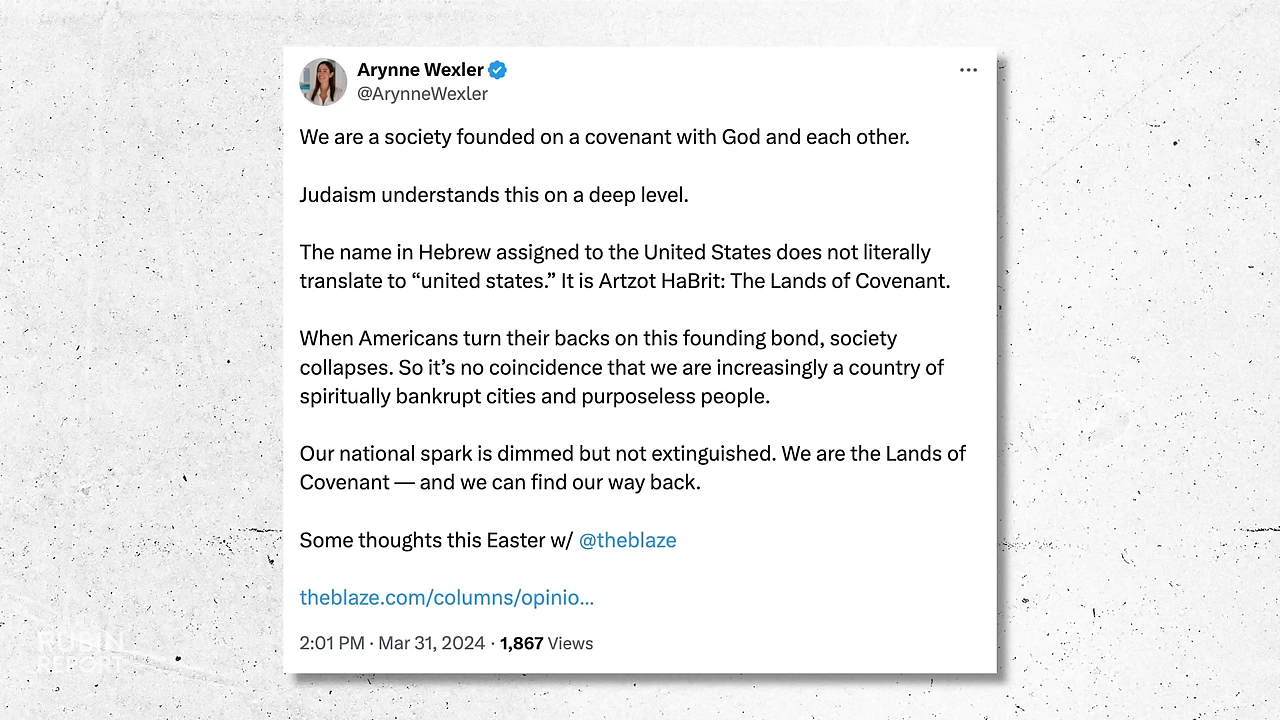 Arynne Wexler
@ArynneWexler
We are a society founded on a covenant with God and each other.
Judaism understands this on a deep level.
The name in Hebrew assigned to the United States does not literally
translate to “united states.” It is Artzot HaBrit: The Lands of Covenant.
When Americans turn their backs on this founding bond, society
collapses. So it’s no coincidence that we are increasingly a country of
spiritually bankrupt cities and purposeless people.
Our national spark is dimmed but not extinguished. We are the Lands of
Covenant — and we can find our way back.
Some thoughts this Easter w/ @theblaze
theblaze.com/columns/opinio...
2:01 PM · Mar 31, 2024 · 1,867 Views
RUBIN
REPORT